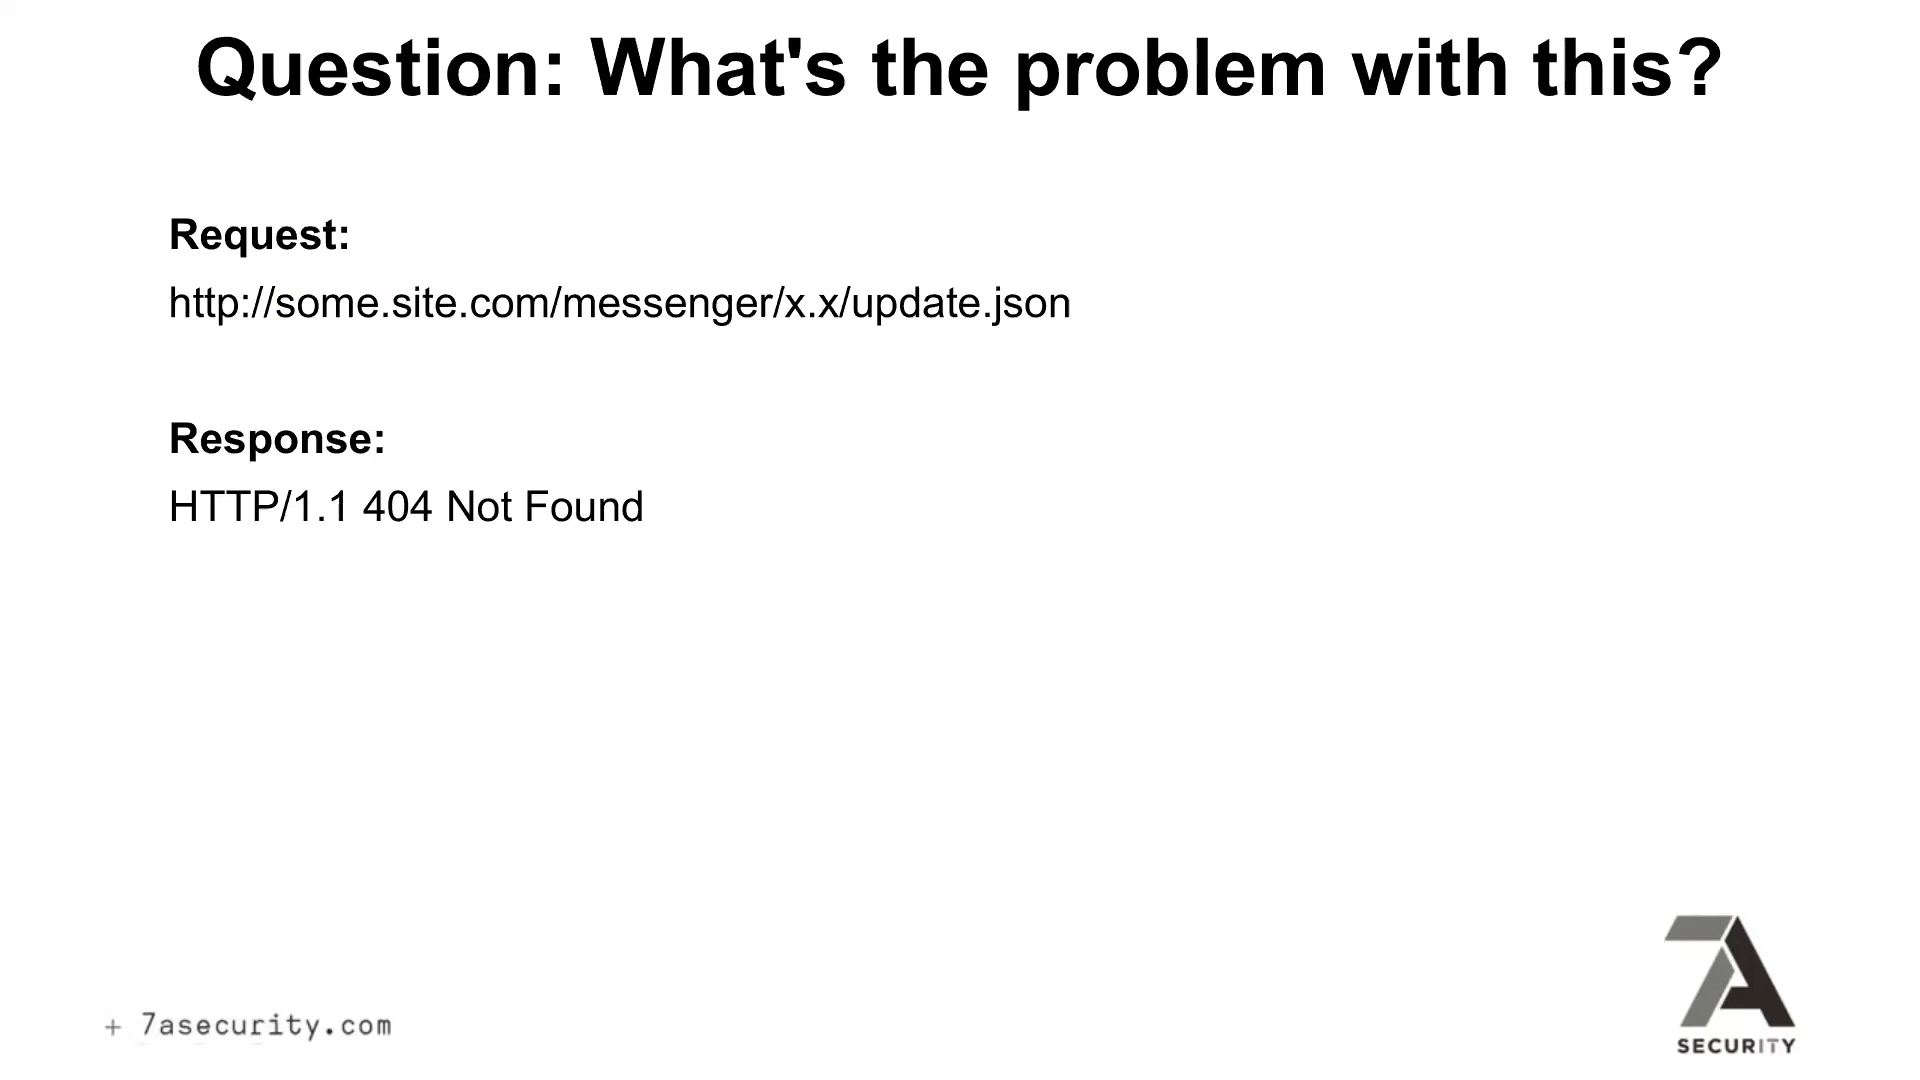 Question: What's the problem with this?
Request:
http://some.site.com/messenger/x.x/update.json
Response:
HTTP/1.1 404 Not Found
+ 7asecurity.com
7A
SECURITY